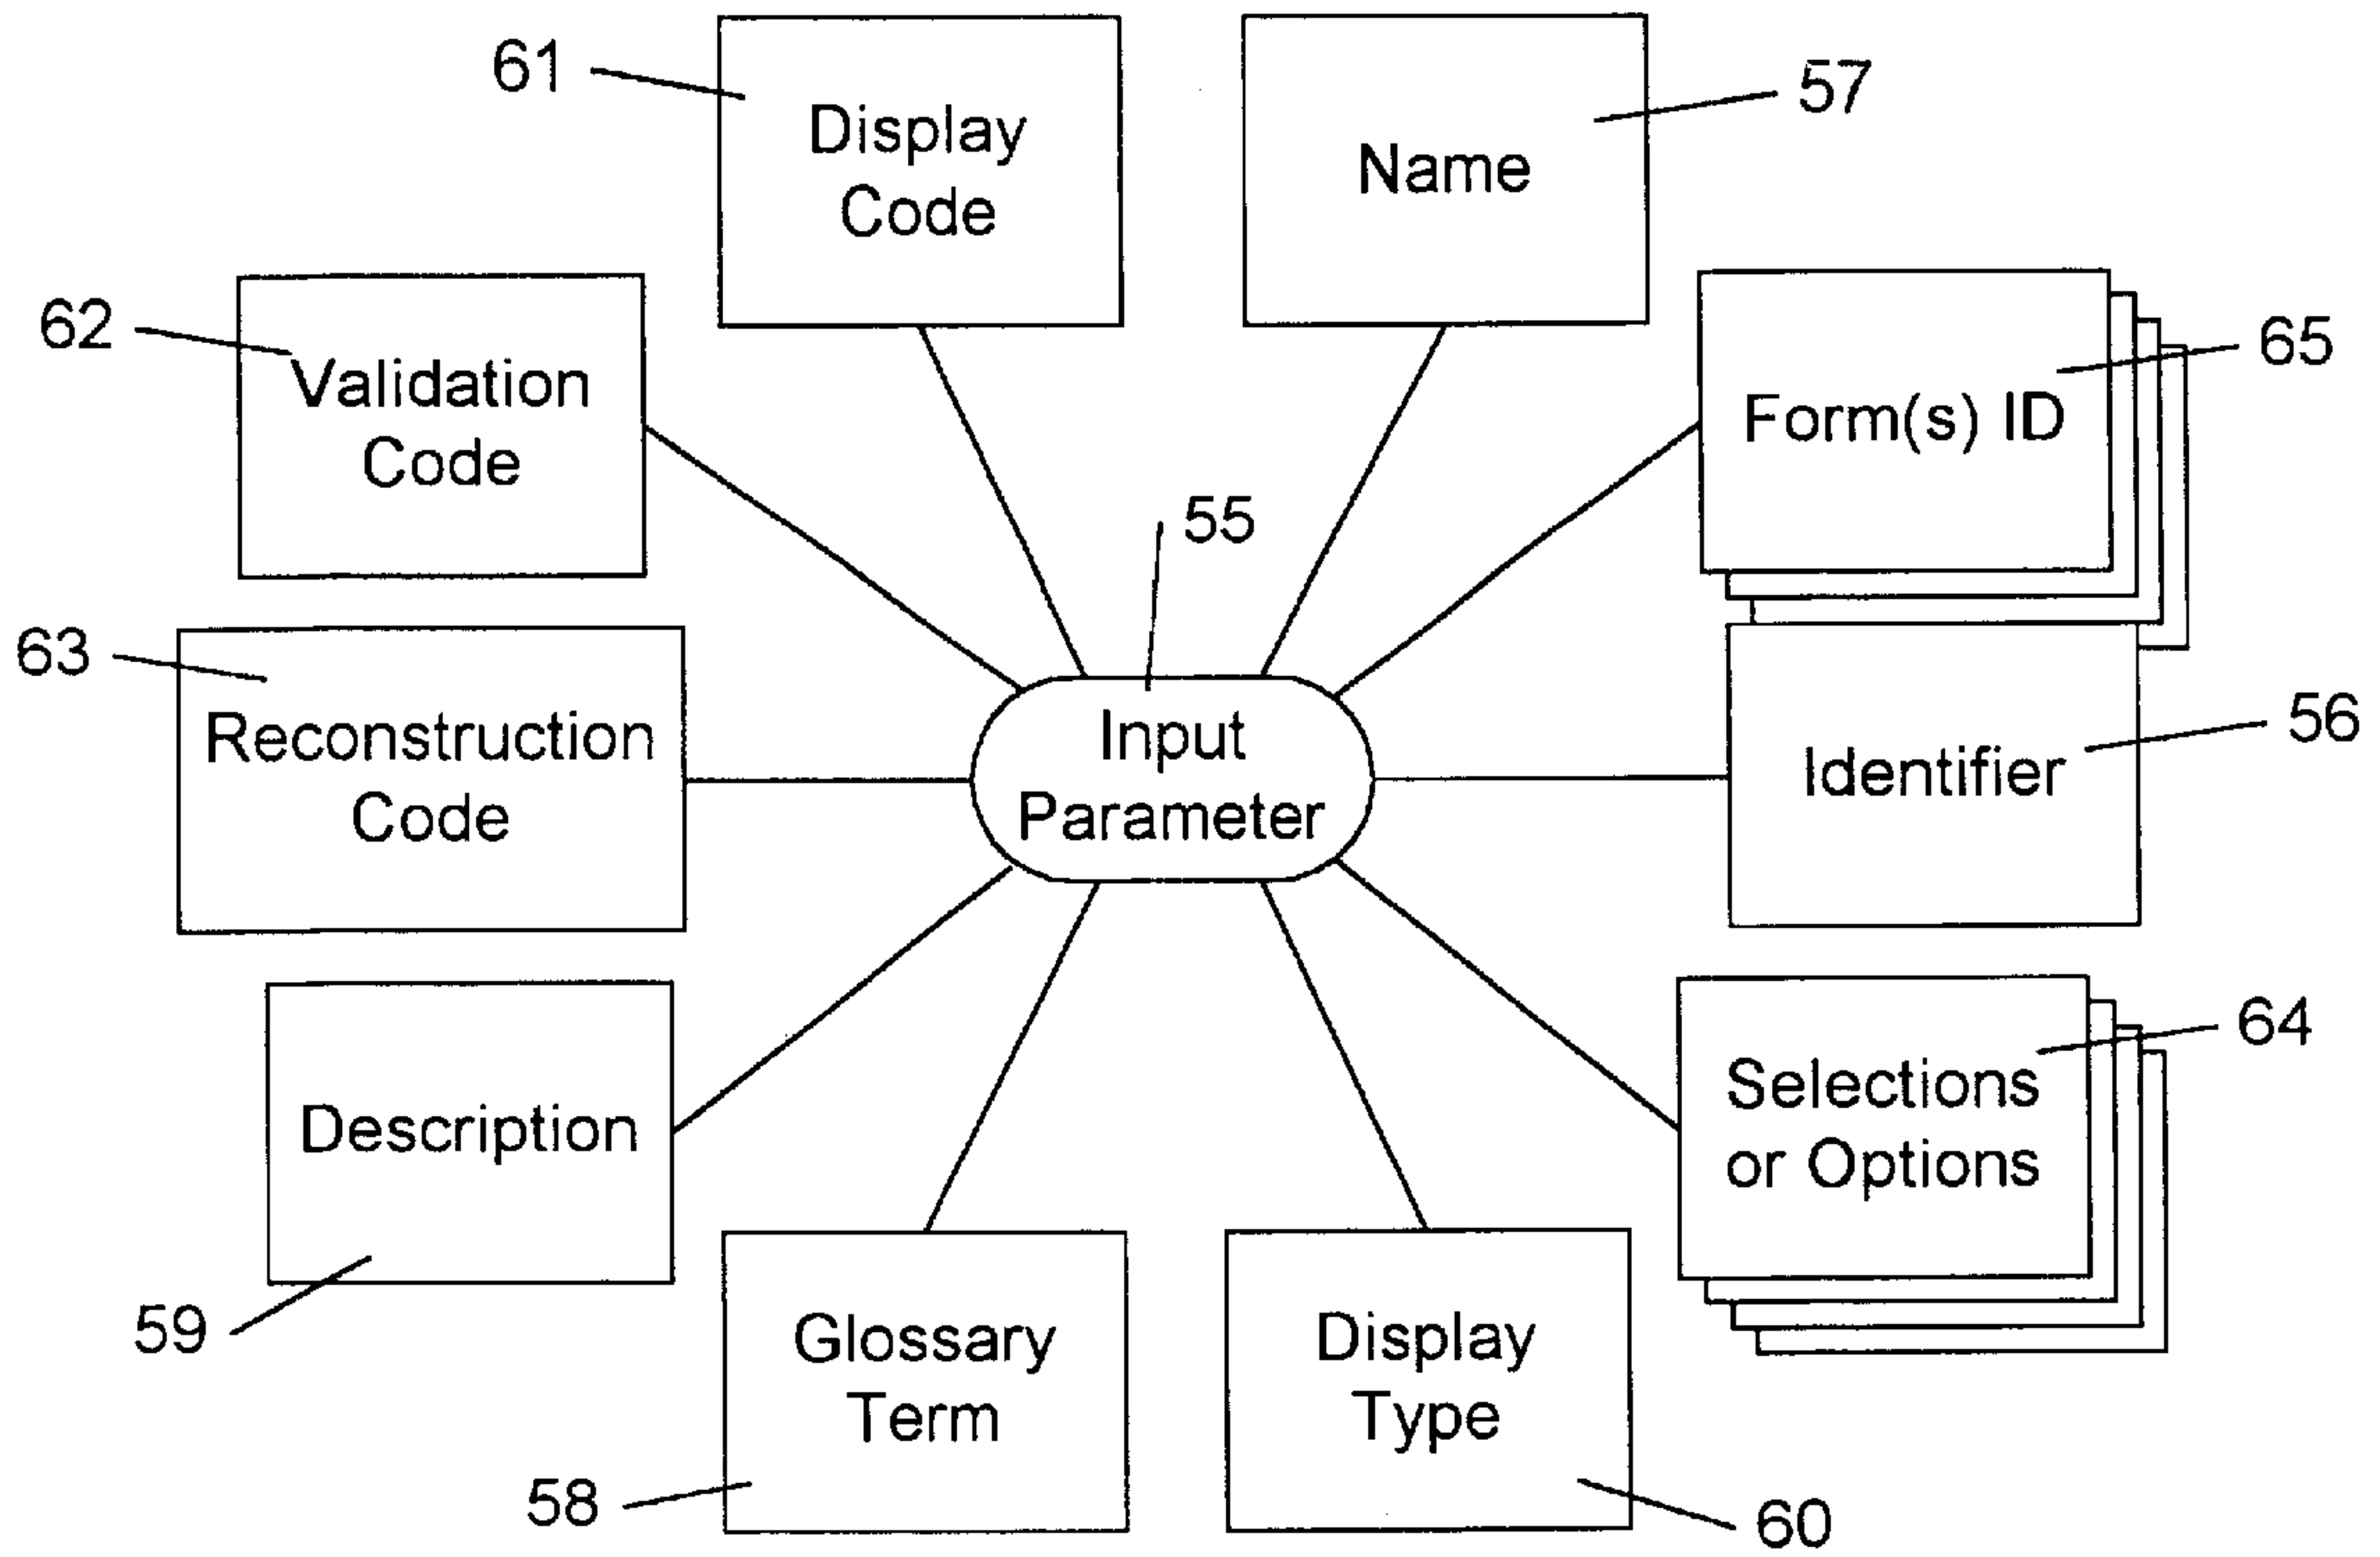 61
Display
Code
57
Name
62
Validation
Code
65
Form(s) ID
55
63
Reconstruction
Code
Input
Parameter
56
Identifier
59
Description
64
Selections
or Options
58
Glossary
Term
60
Display
Type